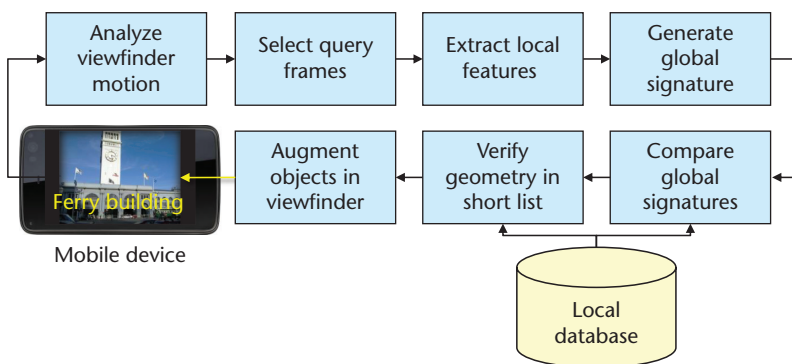 Analyze
viewfinder
motion
Select query
frames
Extract local
features
Generate
global
signature
Ferry building
Mobile device
Augment
objects in
viewfinder
Verify
geometry in
short list
Compare
global
signatures
Local
database